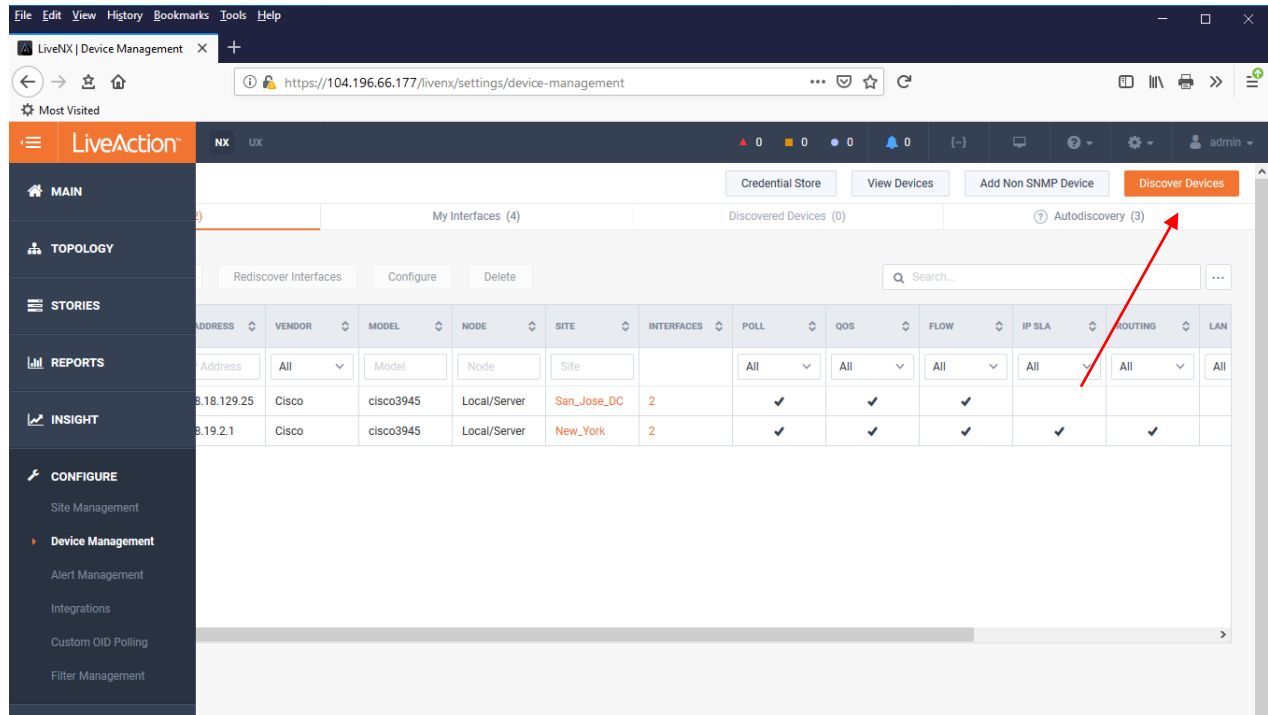 File Edit View History Bookmarks Tools Help
LiveNX | Device Management
https://104.196.66.177/livenx/settings/device-management
Most Visited
LiveAction NX UX 0 0 0 0 {--} admin
MAIN Credential Store View Devices Add Non SNMP Device Discover Devices
2) My Interfaces (4) Discovered Devices (0) ? Autodiscovery (3)
TOPOLOGY
Rediscover Interfaces Configure Delete Search... ...
STORIES
ADDRESS VENDOR MODEL NODE SITE INTERFACES POLL QOS FLOW IP SLA ROUTING LAN
REPORTS
Address All Model Node Site All All All All All All
8.18.129.25 Cisco cisco3945 Local/Server San_Jose_DC 2
INSIGHT
8.19.2.1 Cisco cisco3945 Local/Server New_York 2
CONFIGURE
Site Management
Device Management
Alert Management
Integrations
Custom OID Polling
Filter Management